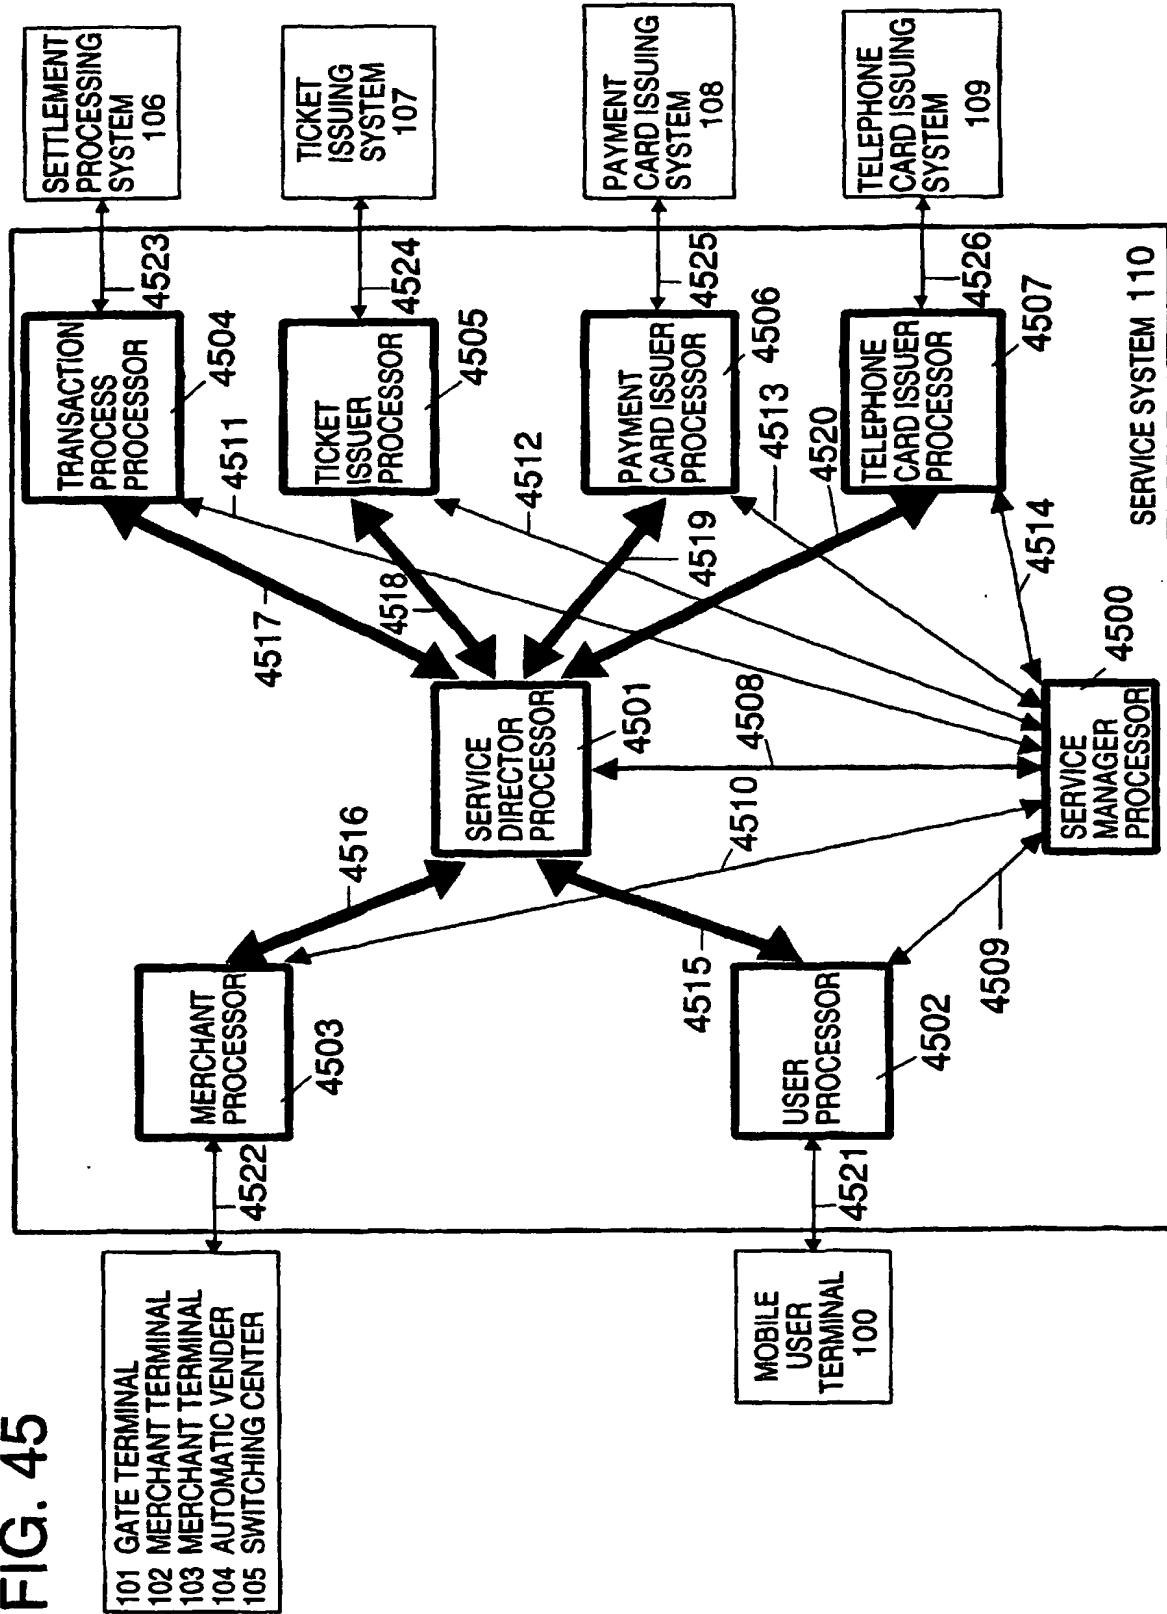 FIG. 45
101 GATE TERMINAL
102 MERCHANT TERMINAL
103 MERCHANT TERMINAL
104 AUTOMATIC VENDER
105 SWITCHING CENTER
4522
MERCHANT
PROCESSOR
4503
4516
MOBILE
USER
TERMINAL
100
4521
USER
PROCESSOR
4502
4515
4509
4510
SERVICE
DIRECTOR
PROCESSOR
4501
4508
SERVICE
MANAGER
PROCESSOR
4500
4517
4518
4519
4520
4511
4512
4513
4514
TRANSACTION
PROCESS
PROCESSOR
4504
TICKET
ISSUER
PROCESSOR
4505
PAYMENT
CARD ISSUER
PROCESSOR
4506
TELEPHONE
CARD ISSUER
PROCESSOR
4507
4523
4524
4525
4526
SERVICE SYSTEM 110
SETTLEMENT
PROCESSING
SYSTEM
106
TICKET
ISSUING
SYSTEM
107
PAYMENT
CARD ISSUING
SYSTEM
108
TELEPHONE
CARD ISSUING
SYSTEM
109